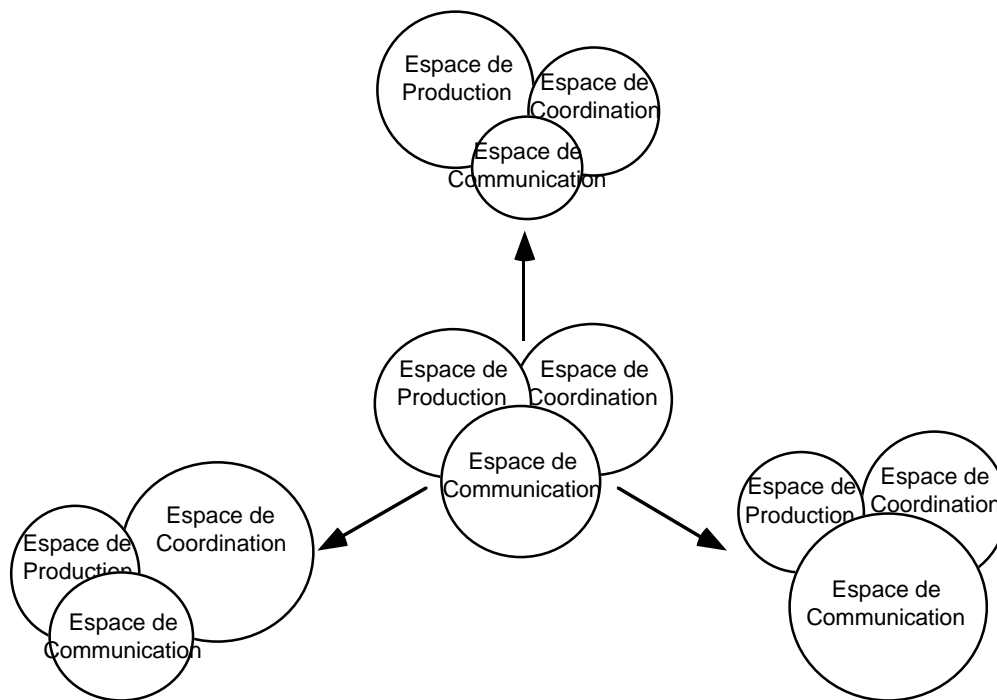 Espace de
Production
Espace de
Coordination
Espace de
Communication
Espace de
Production
Espace de
Coordination
Espace de
Communication
Espace de
Production
Espace de
Coordination
Espace de
Communication
Espace de
Production
Espace de
Coordination
Espace de
Communication